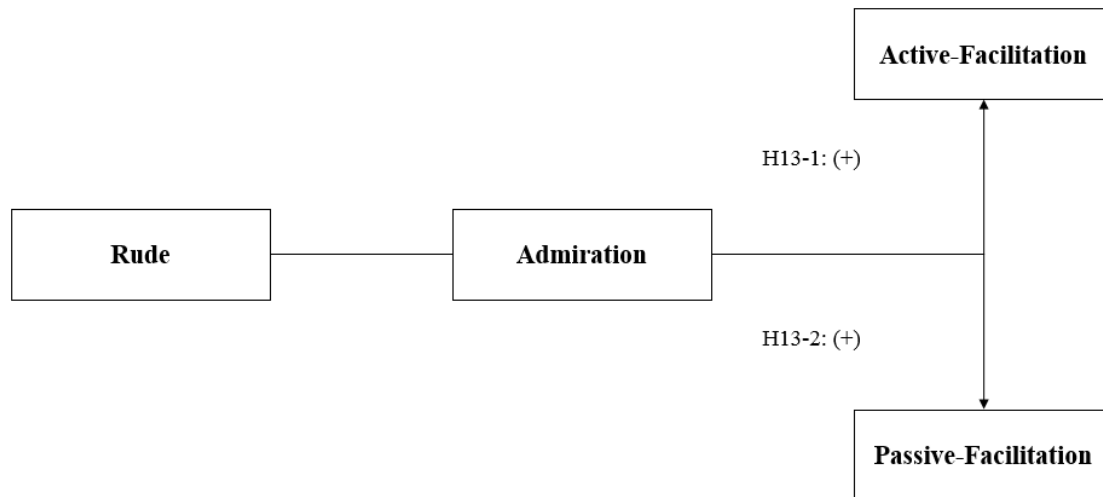 Active-Facilitation
H13-1: (+)
Rude
Admiration
H13-2: (+)
Passive-Facilitation